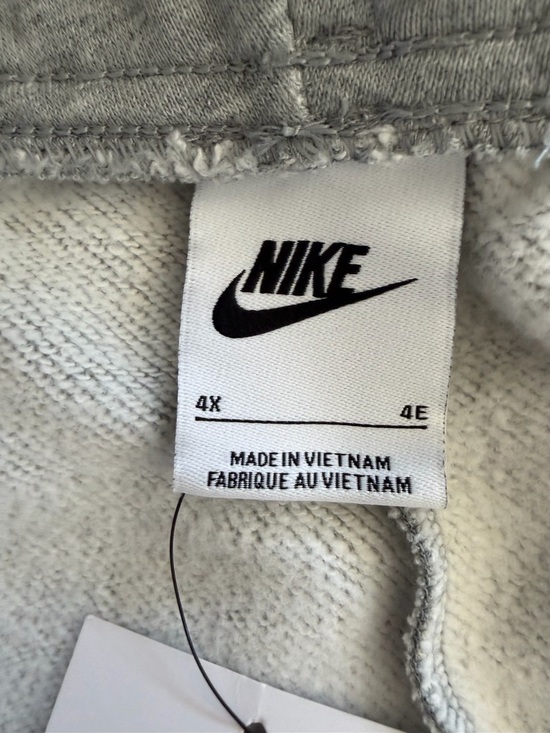 NIKE
4X 4E
MADE IN VIETNAM
FABRIQUE AU VIETNAM